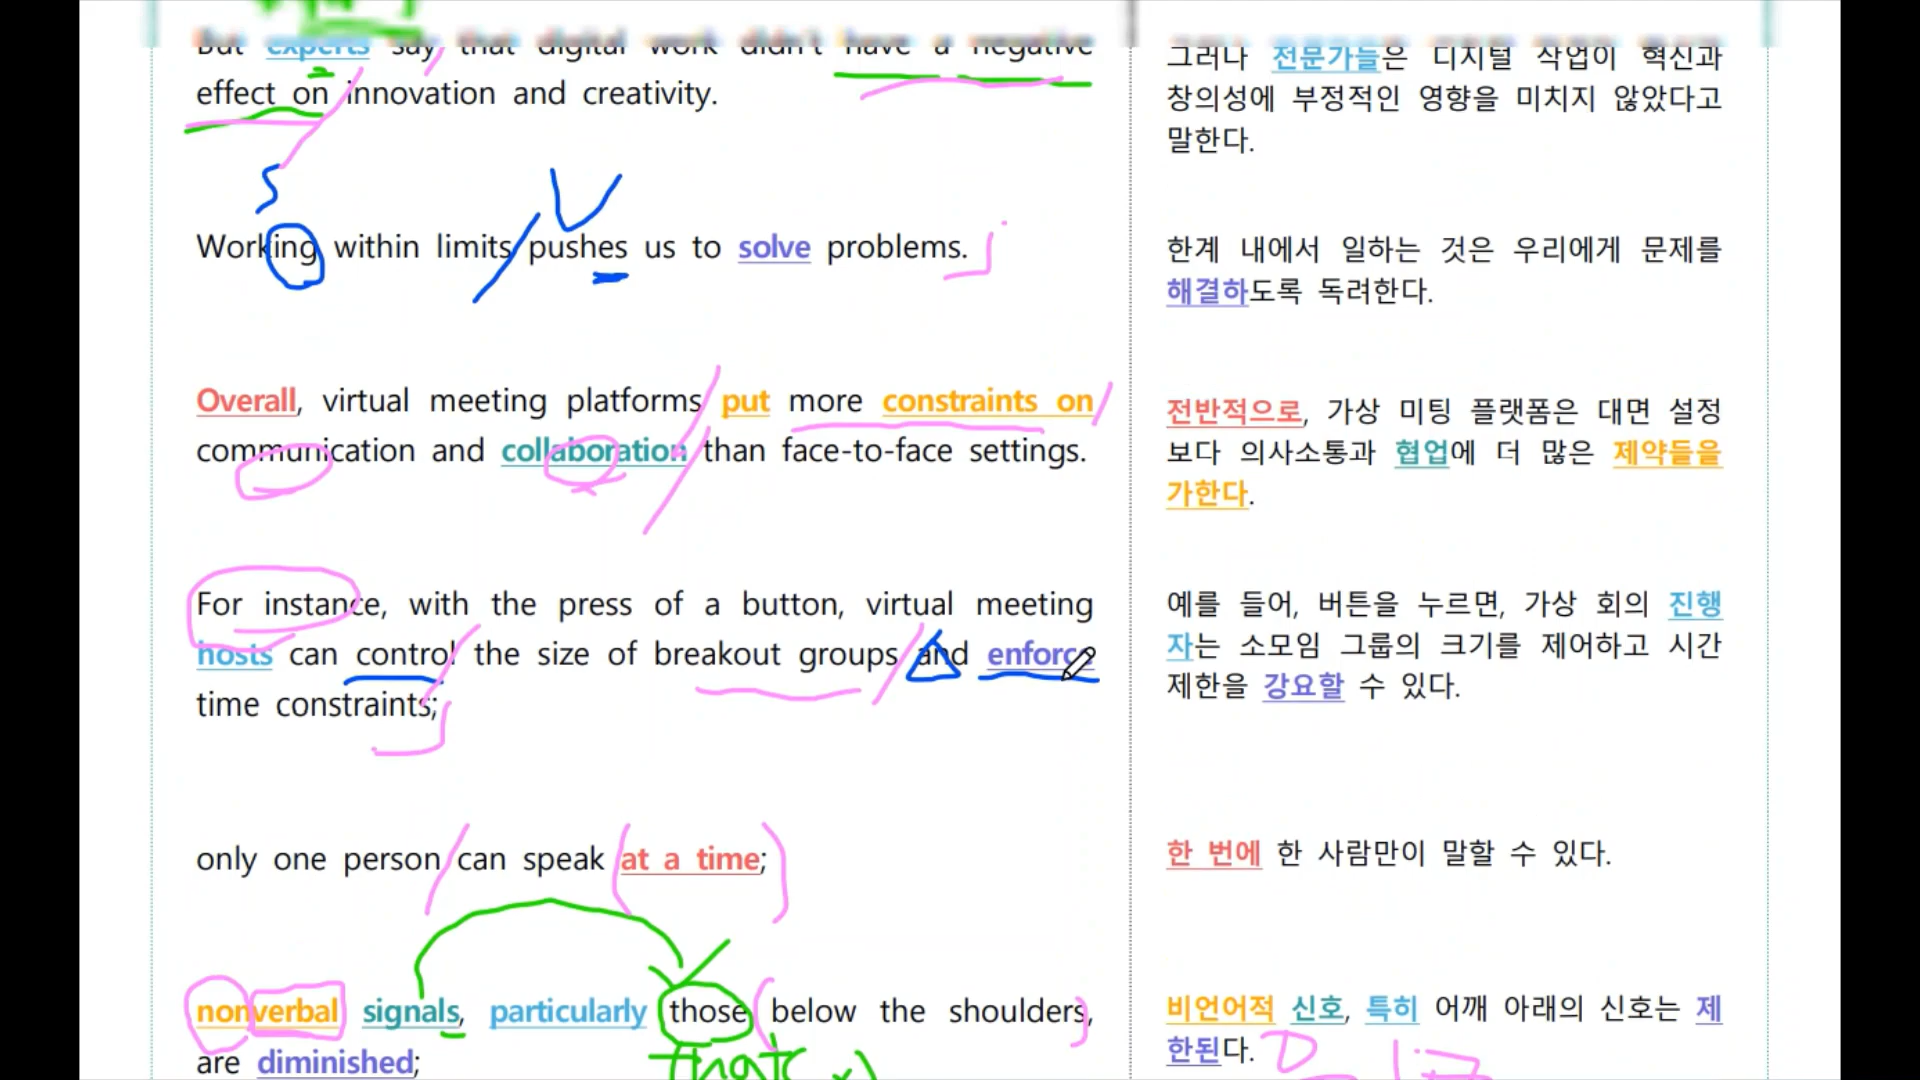 But experts say that digital work didn't have a negative
effect on innovation and creativity.
S
V
Working within limits pushes us to solve problems.
Overall, virtual meeting platforms put more constraints on
communication and collaboration than face-to-face settings.
For instance, with the press of a button, virtual meeting
hosts can control the size of breakout groups and enforce
time constraints;
only one person can speak at a time;
nonverbal signals, particularly those below the shoulders,
are diminished;
that(x)
그러나 전문가들은 디지털 작업이 혁신과
창의성에 부정적인 영향을 미치지 않았다고
말한다.
한계 내에서 일하는 것은 우리에게 문제를
해결하도록 독려한다.
전반적으로, 가상 미팅 플랫폼은 대면 설정
보다 의사소통과 협업에 더 많은 제약들을
가한다.
예를 들어, 버튼을 누르면, 가상 회의 진행
자는 소모임 그룹의 크기를 제어하고 시간
제한을 강요할 수 있다.
한 번에 한 사람만이 말할 수 있다.
비언어적 신호, 특히 어깨 아래의 신호는 제
한된다.